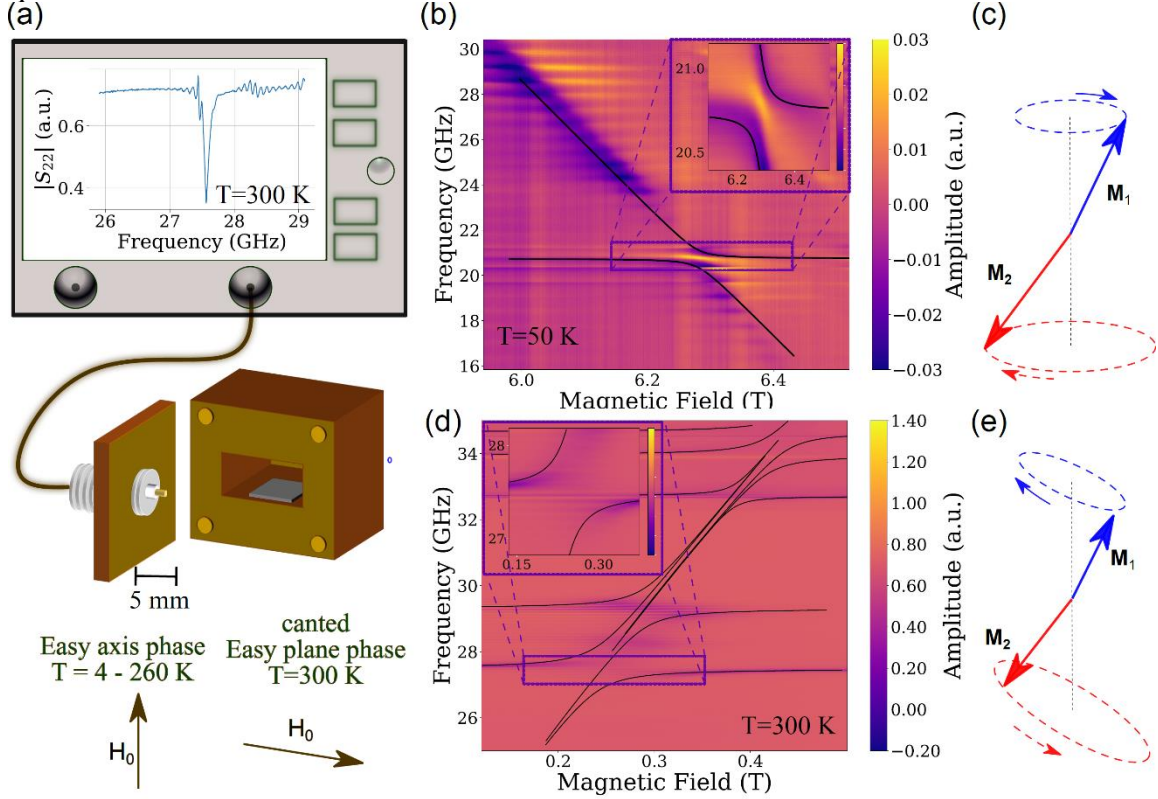 (a)
|S₂₂| (a.u.)
0.6
0.4
T=300 K
26 27 28 29
Frequency (GHz)
5 mm
Easy axis phase
T = 4 - 260 K
canted
Easy plane phase
T=300 K
H₀
H₀
(b)
Frequency (GHz)
30
28
26
24
22
20
18
16
21.0
20.5
6.2 6.4
T=50 K
6.0 6.2 6.4
Magnetic Field (T)
0.03
0.02
0.01
0.00
−0.01
−0.02
−0.03
Amplitude (a.u.)
(c)
M₁
M₂
(d)
Frequency (GHz)
34
32
30
28
26
28
27
0.15 0.30
T=300 K
0.2 0.3 0.4
Magnetic Field (T)
1.40
1.20
1.00
0.80
0.60
0.40
0.20
0.00
−0.20
Amplitude (a.u.)
(e)
M₁
M₂